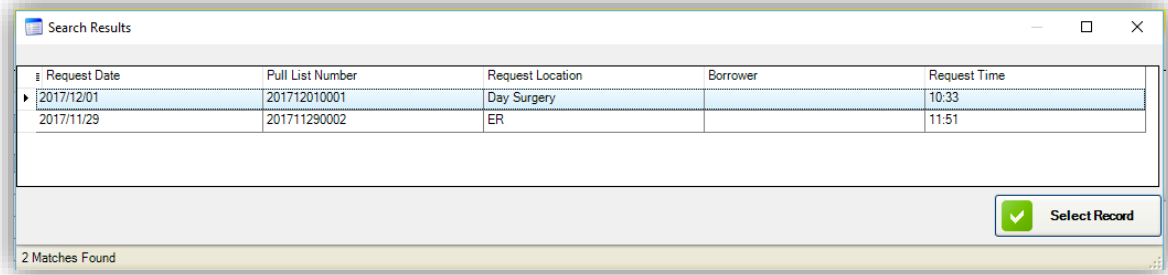 Search Results
Request Date Pull List Number Request Location Borrower Request Time
2017/12/01 201712010001 Day Surgery 10:33
2017/11/29 201711290002 ER 11:51
Select Record
2 Matches Found